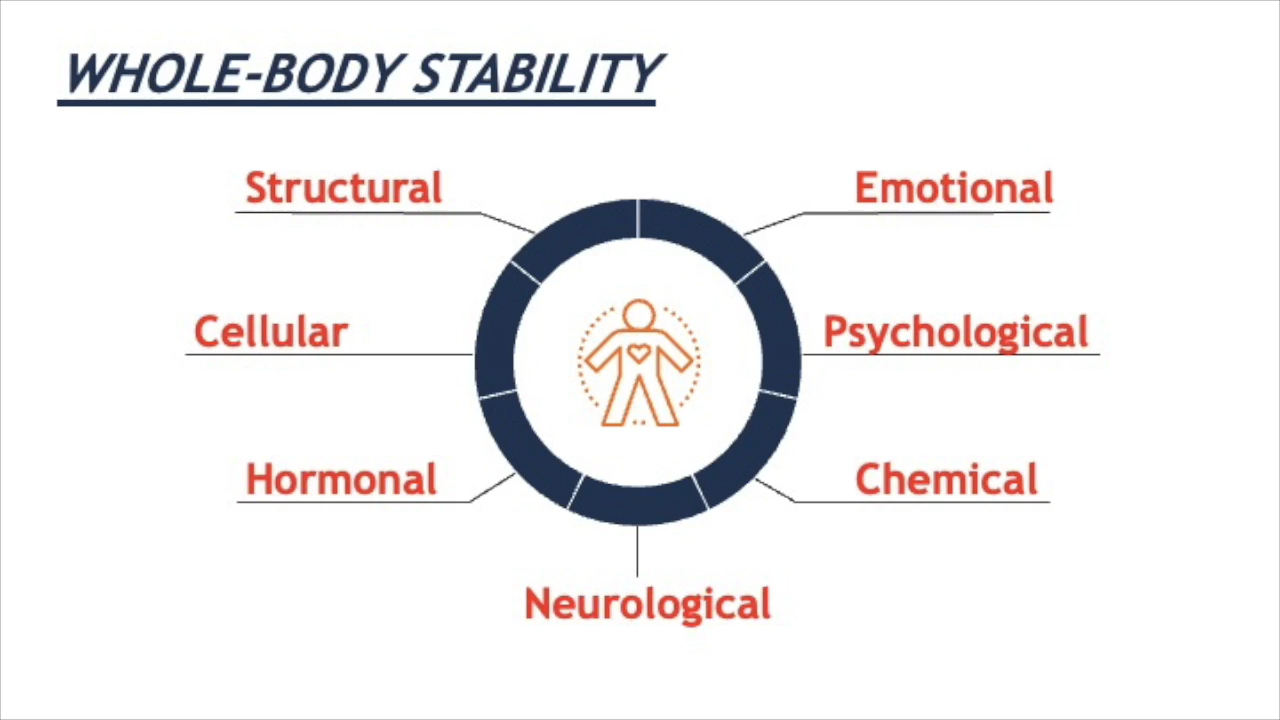 WHOLE-BODY STABILITY
Structural
Emotional
Cellular
Psychological
Hormonal
Chemical
Neurological